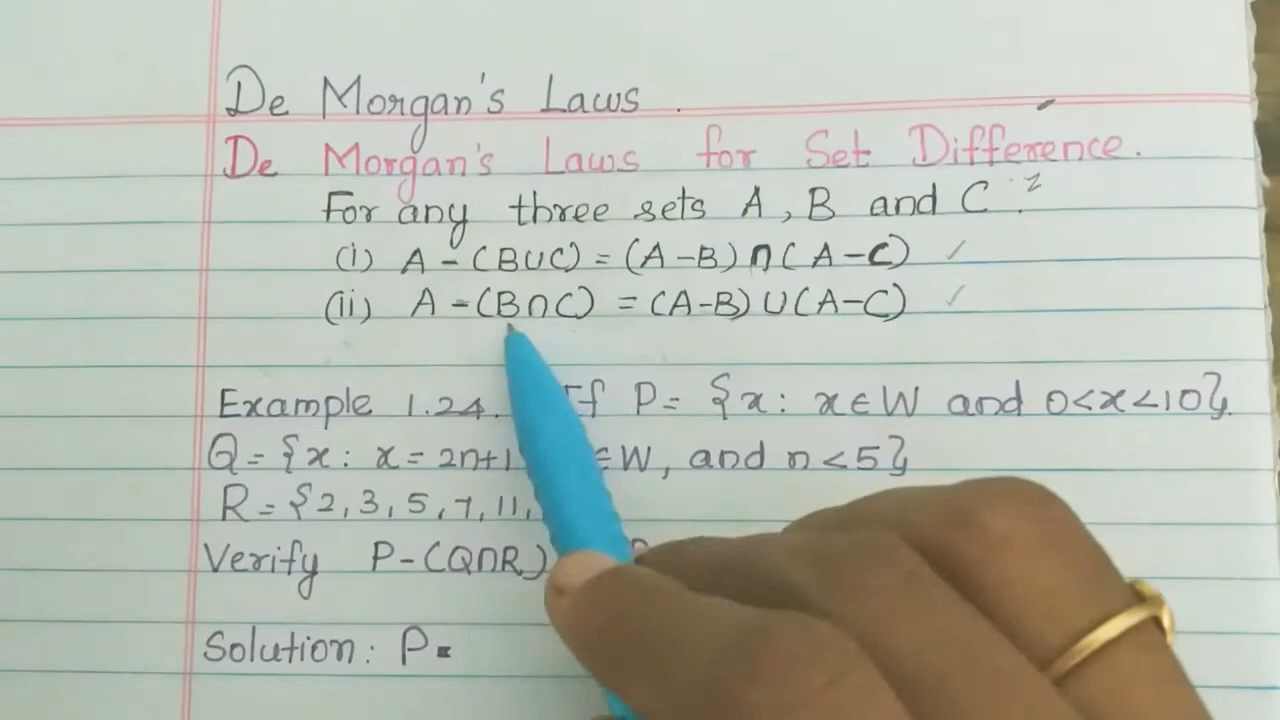 De Morgan's Laws.
De Morgan's Laws for Set Difference.
For any three sets A, B and C :
(i) A - (B∪C) = (A-B)∩(A-C) ✓
(ii) A - (B∩C) = (A-B)∪(A-C) ✓
Example 1.24. If P= {x: x∈W and 0<x<10},
Q= {x: x= 2n+1 ∈W, and n<5}
R= {2, 3, 5, 7, 11,
Verify P-(Q∩R)
Solution: P=